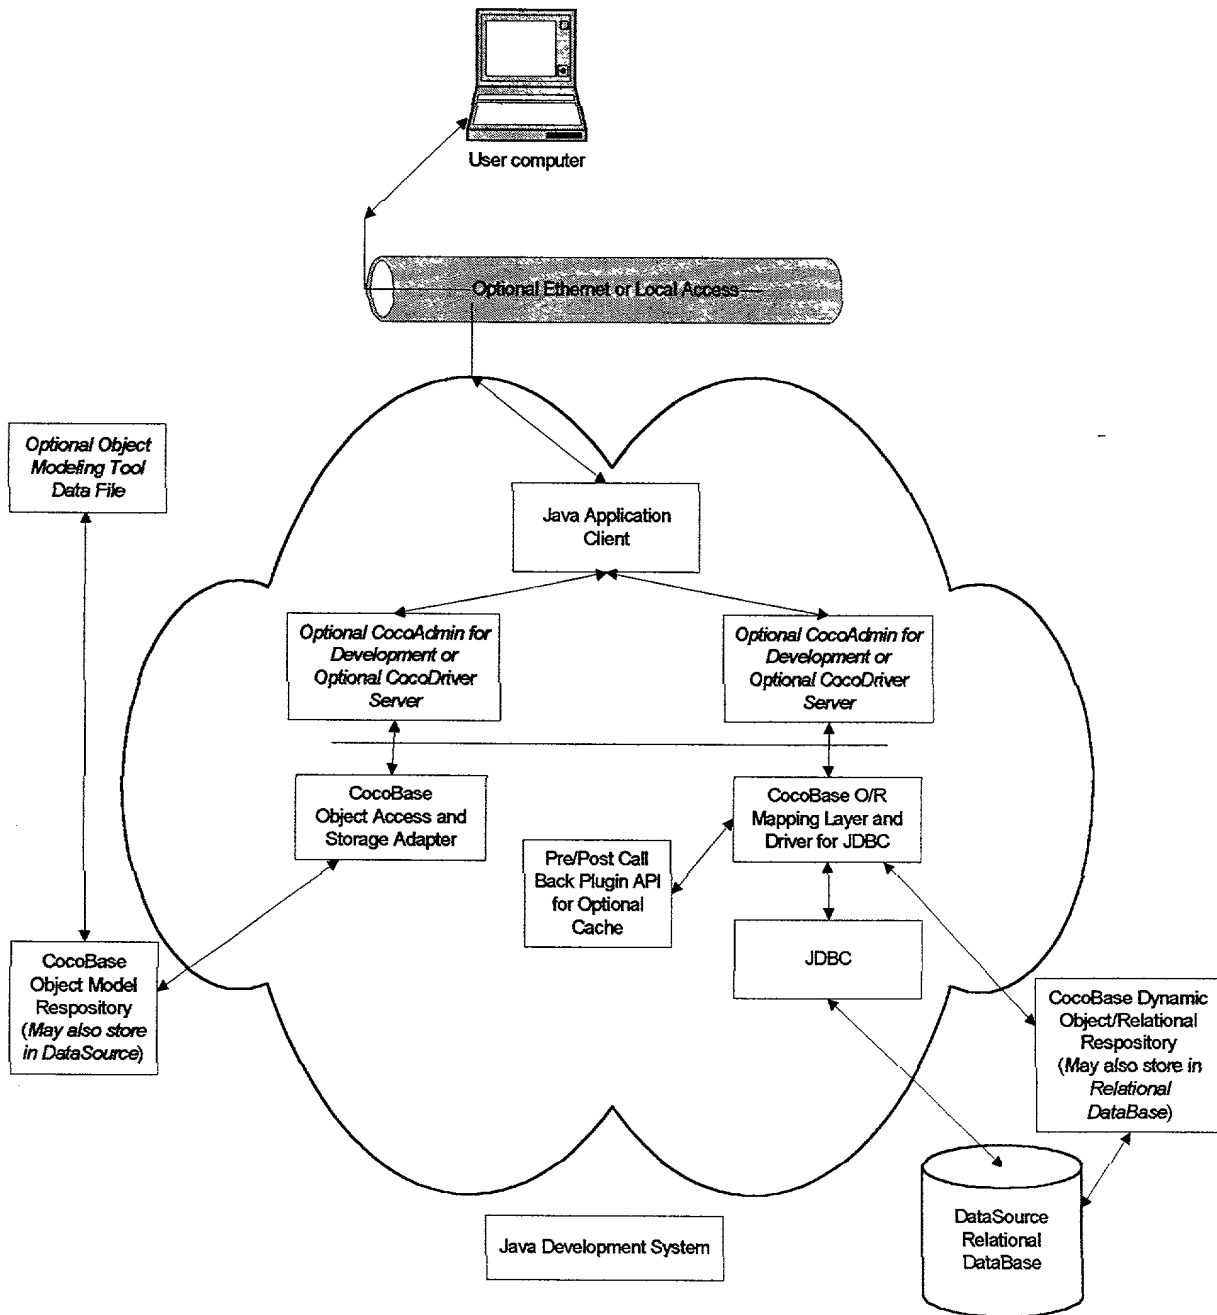 User computer
Optional Ethernet or Local Access
Optional Object
Modeling Tool
Data File
Java Application
Client
Optional CocoAdmin for
Development or
Optional CocoDriver
Server
Optional CocoAdmin for
Development or
Optional CocoDriver
Server
CocoBase
Object Access and
Storage Adapter
CocoBase O/R
Mapping Layer and
Driver for JDBC
Pre/Post Call
Back Plugin API
for Optional
Cache
CocoBase
Object Model
Respository
(May also store
in DataSource)
JDBC
CocoBase Dynamic
Object/Relational
Respository
(May also store in
Relational
DataBase)
Java Development System
DataSource
Relational
DataBase